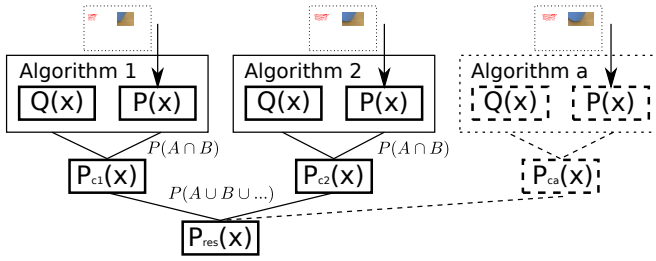 Algorithm 1
Q(x) P(x)
Algorithm 2
Q(x) P(x)
Algorithm a
Q(x) P(x)
P(A ∩ B)
P(A ∩ B)
Pc1(x)
Pc2(x)
Pca(x)
P(A ∪ B ∪ ...)
Pres(x)